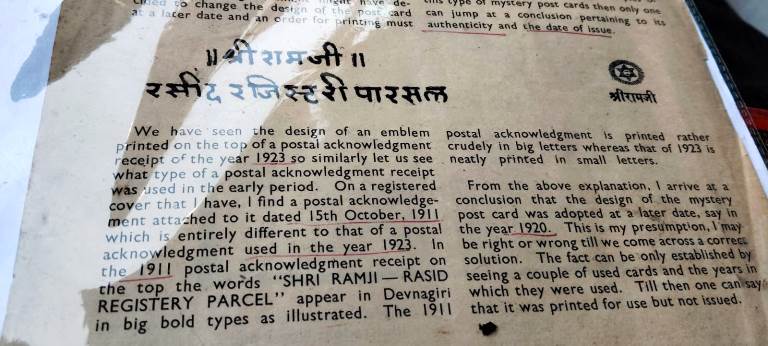 to change the design of the post card
at a later date and an order for printing must
this type of mystery post cards then only one
can jump at a conclusion pertaining to its
authenticity and the date of issue.
॥ श्री रामजी ॥
रसीद रजिस्टरी पारसल
श्रीरामजी
We have seen the design of an emblem
printed on the top of a postal acknowledgment
receipt of the year 1923 so similarly let us see
what type of a postal acknowledgment receipt
was used in the early period. On a registered
cover that I have, I find a postal acknowledge-
ment attached to it dated 15th October, 1911
which is entirely different to that of a postal
acknowledgment used in the year 1923. In
the 1911 postal acknowledgment receipt on
the top the words "SHRI RAMJI — RASID
REGISTERY PARCEL" appear in Devnagiri
in big bold types as illustrated. The 1911
postal acknowledgment is printed rather
crudely in big letters whereas that of 1923 is
neatly printed in small letters.
From the above explanation, I arrive at a
conclusion that the design of the mystery
post card was adopted at a later date, say in
the year 1920. This is my presumption, I may
be right or wrong till we come across a correct
solution. The fact can be only established by
seeing a couple of used cards and the years in
which they were used. Till then one can say
that it was printed for use but not issued.